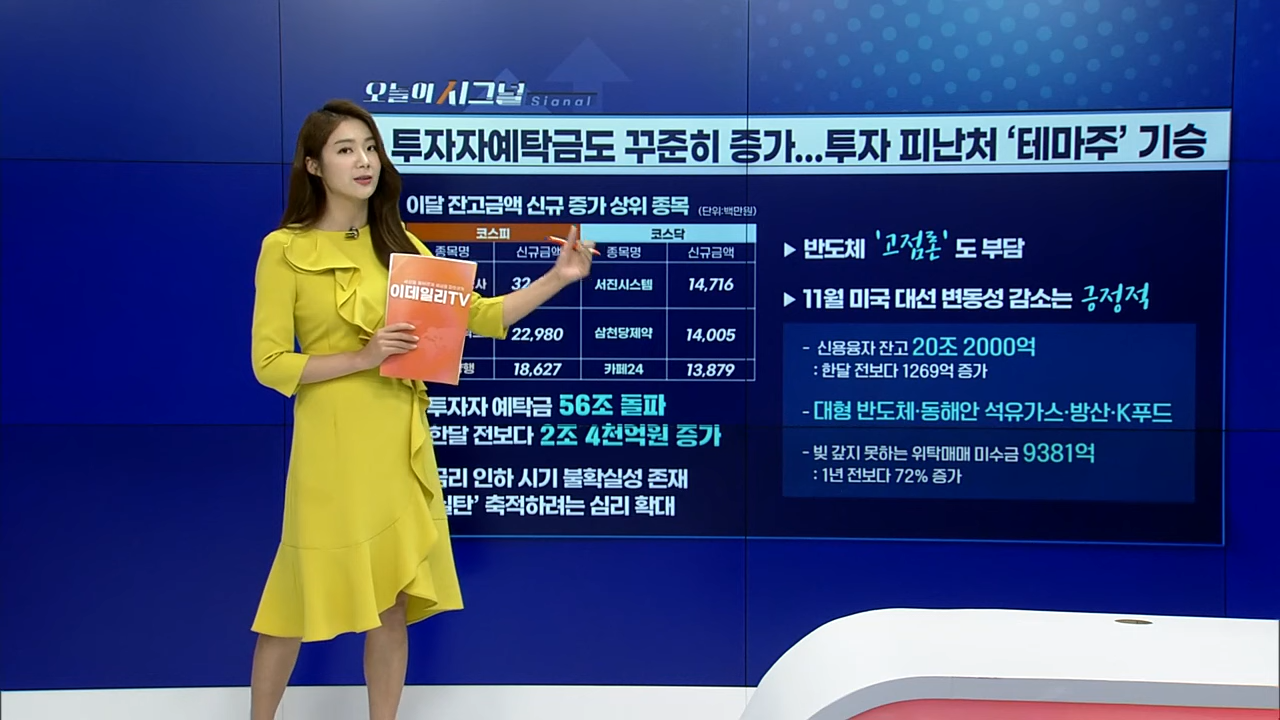 오늘의 시그널 Signal
투자자예탁금도 꾸준히 증가...투자 피난처 '테마주' 기승
이달 잔고금액 신규 증가 상위 종목 (단위:백만원)
코스피 코스닥
종목명 신규금액 종목명 신규금액
사 32 서진시스템 14,716
22,980 삼천당제약 14,005
행 18,627 카페24 13,879
투자자 예탁금 56조 돌파
한달 전보다 2조 4천억원 증가
금리 인하 시기 불확실성 존재
실탄' 축적하려는 심리 확대
▶ 반도체 '고점론' 도 부담
▶ 11월 미국 대선 변동성 감소는 긍정적
- 신용융자 잔고 20조 2000억
: 한달 전보다 1269억 증가
- 대형 반도체·동해안 석유가스·방산·K푸드
- 빚 갚지 못하는 위탁매매 미수금 9381억
: 1년 전보다 72% 증가
이데일리TV